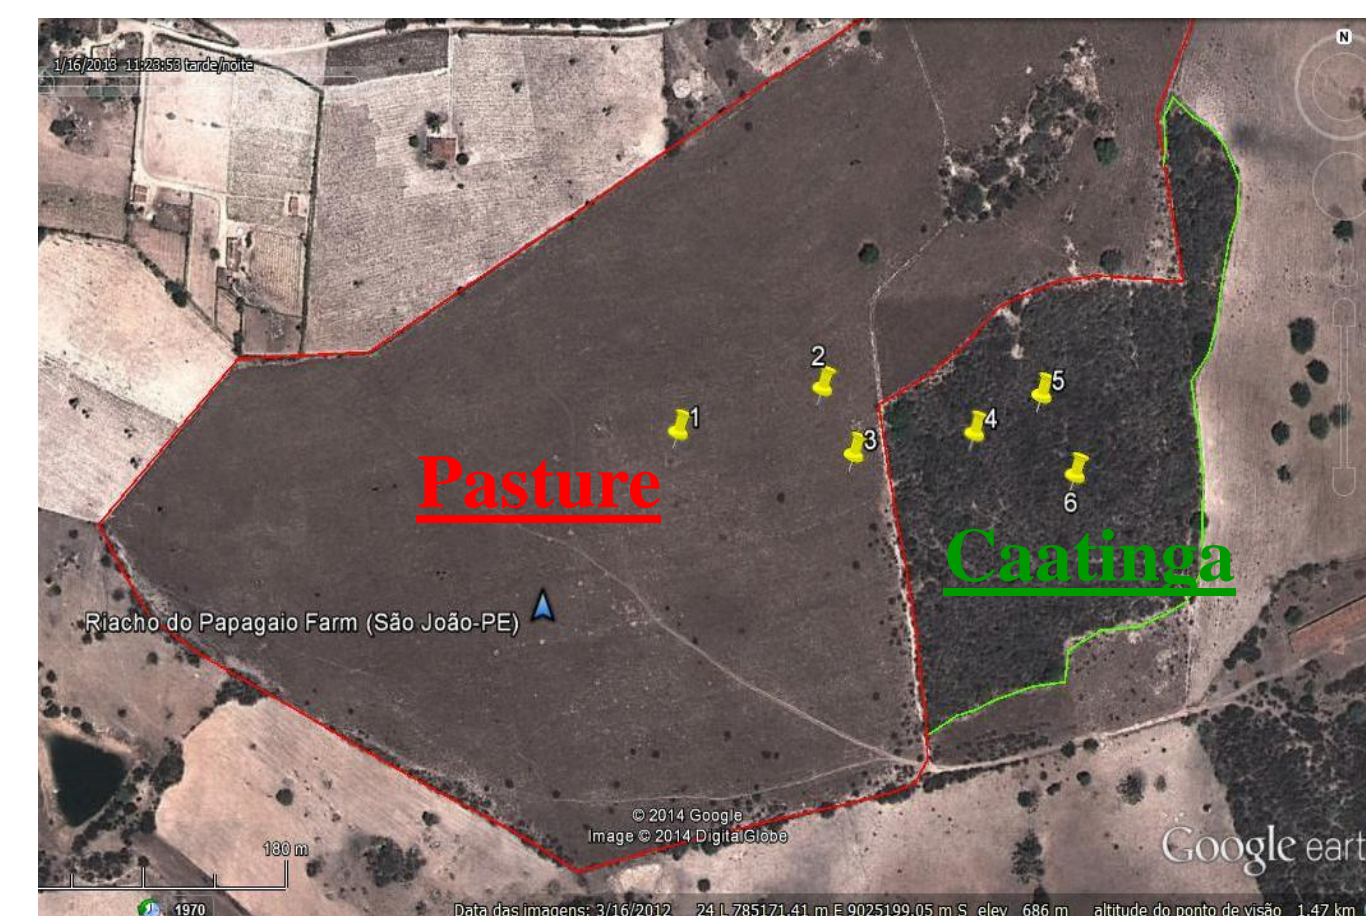 N
1/16/2013 11:23:53 tarde/noite
2
5
1
4
3
Pasture
6
Caatinga
Riacho do Papagaio Farm (São João-PE)
© 2014 Google
Image © 2014 DigitalGlobe
Google eart
180 m
1970
Data das imagens: 3/16/2012 24 L 785171.41 m E 9025199.05 m S elev 686 m altitude do ponto de visão 1.47 km